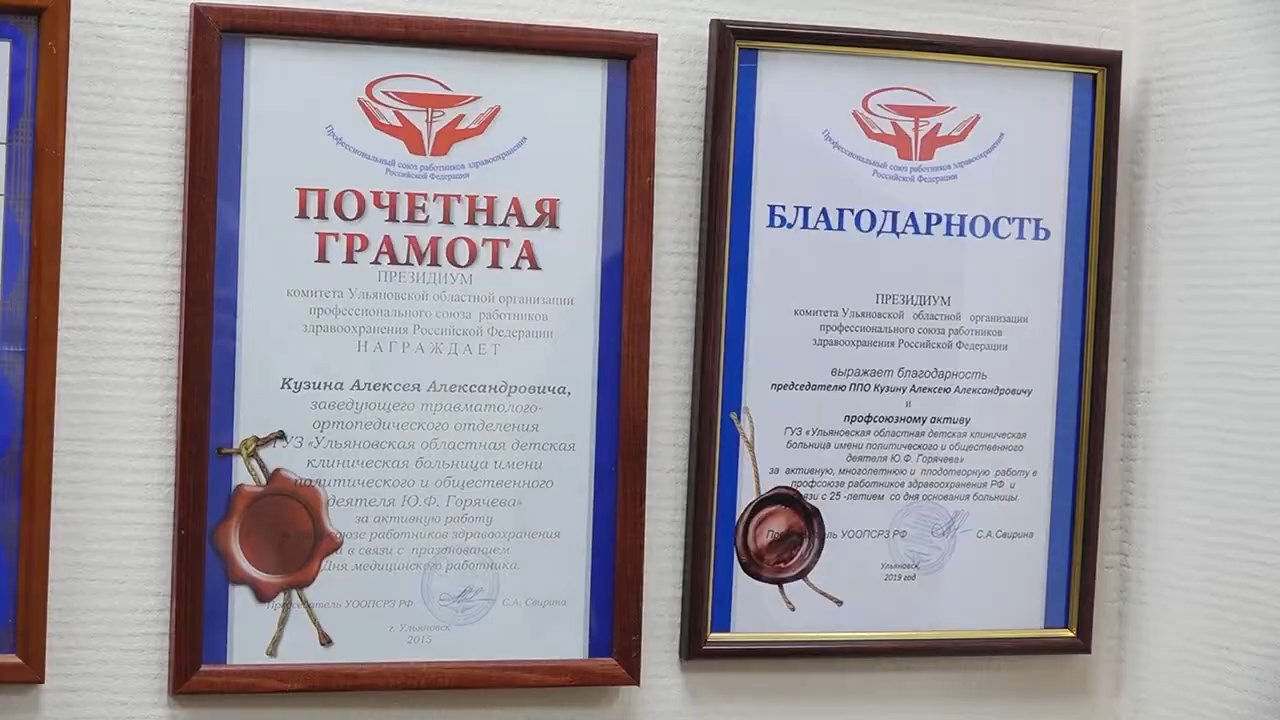 Профессиональный союз работников здравоохранения
Российской Федерации
ПОЧЕТНАЯ
ГРАМОТА
ПРЕЗИДИУМ
комитета Ульяновской областной организации
профессионального союза работников
здравоохранения Российской Федерации
НАГРАЖДАЕТ
Кузина Алексея Александровича,
заведующего травматолого-
ортопедического отделения
ГУЗ «Ульяновская областная детская
клиническая больница имени
политического и общественного
деятеля Ю.Ф. Горячева»
за активную работу
работников здравоохранения
и в связи с празднованием
Дня медицинского работника.
Председатель УООПСРЗ РФ С.А. Свирина
г. Ульяновск
2015
Профессиональный союз работников здравоохранения
Российской Федерации
БЛАГОДАРНОСТЬ
ПРЕЗИДИУМ
комитета Ульяновской областной организации
профессионального союза работников
здравоохранения Российской Федерации
выражает благодарность
председателю ППО Кузину Алексею Александровичу
и
профсоюзному активу
ГУЗ «Ульяновская областная детская клиническая
больница имени политического и общественного
деятеля Ю.Ф. Горячева»
за активную, многолетнюю и плодотворную работу в
профсоюзе работников здравоохранения РФ и
связи с 25 -летием со дня основания больницы.
УООПСРЗ РФ С.А.Свирина
Ульяновск,
2019 год